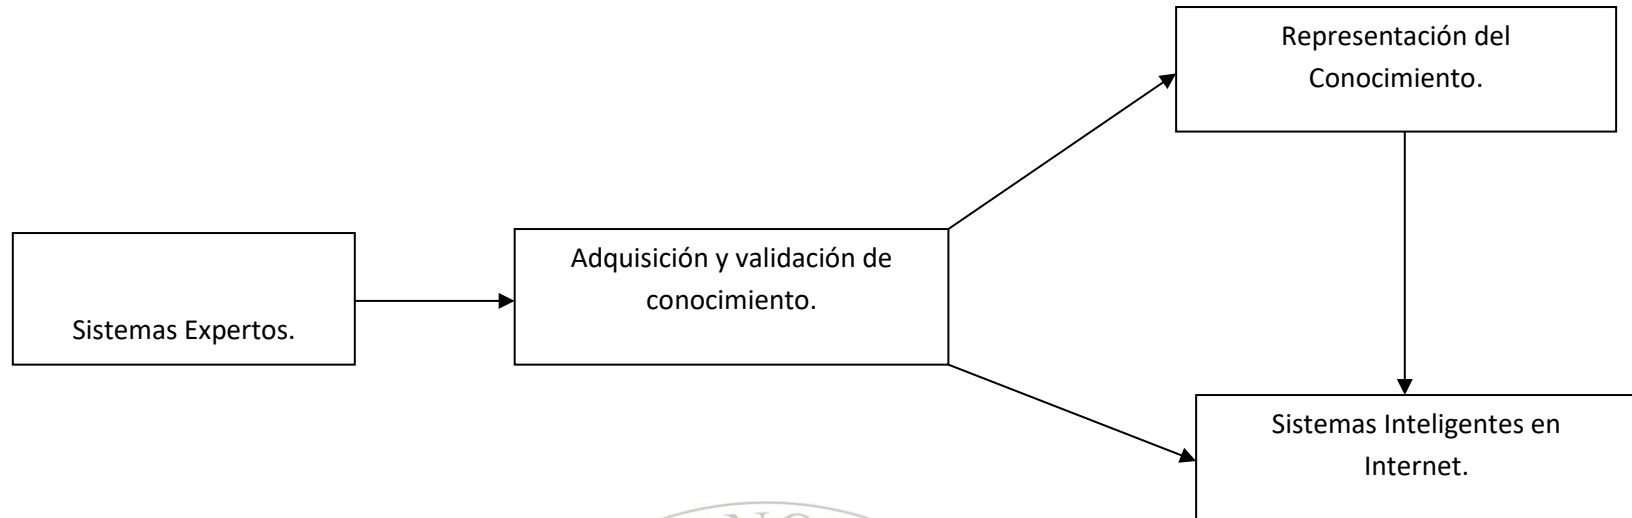 Representación del
Conocimiento.
Adquisición y validación de
conocimiento.
Sistemas Expertos.
Sistemas Inteligentes en
Internet.